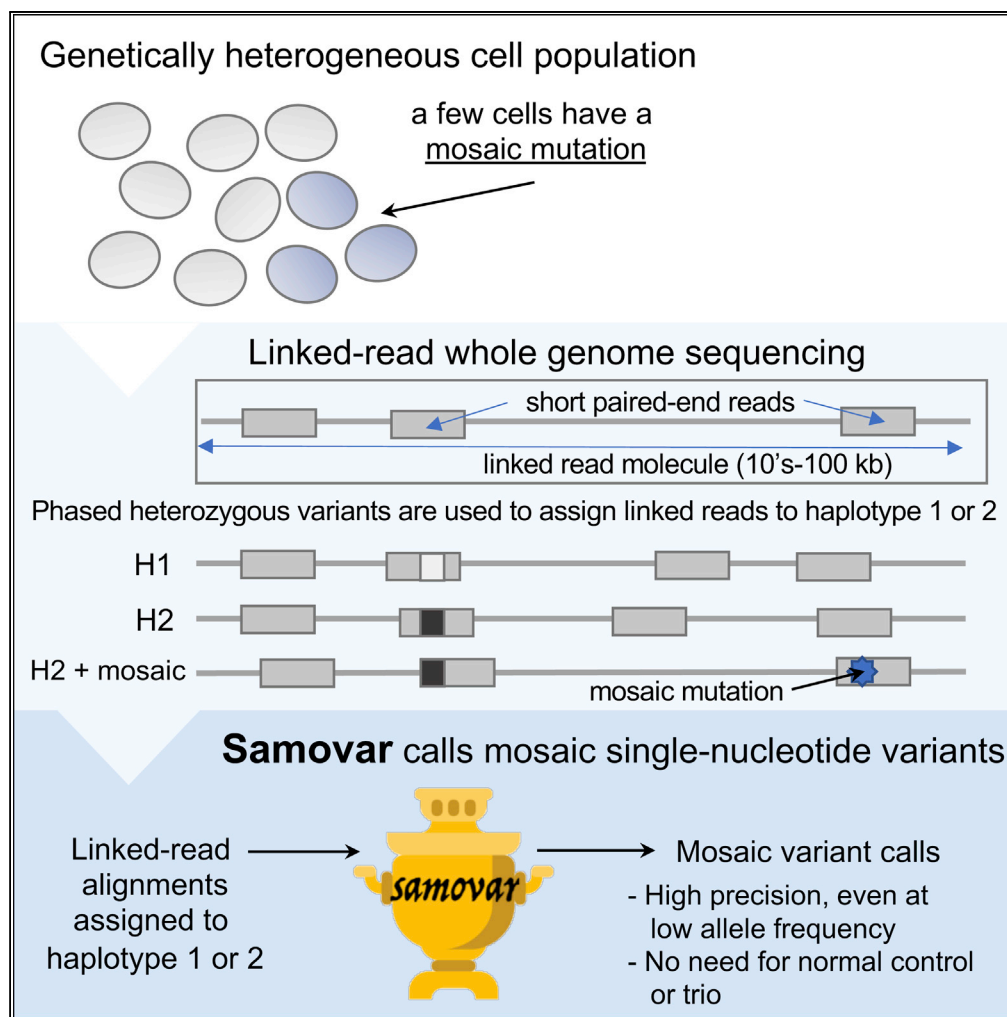 Genetically heterogeneous cell population
a few cells have a
mosaic mutation
Linked-read whole genome sequencing
short paired-end reads
linked read molecule (10's-100 kb)
Phased heterozygous variants are used to assign linked reads to haplotype 1 or 2
H1
H2
H2 + mosaic
mosaic mutation
Samovar calls mosaic single-nucleotide variants
Linked-read
alignments
assigned to
haplotype 1 or 2
samovar
Mosaic variant calls
- High precision, even at
low allele frequency
- No need for normal control
or trio